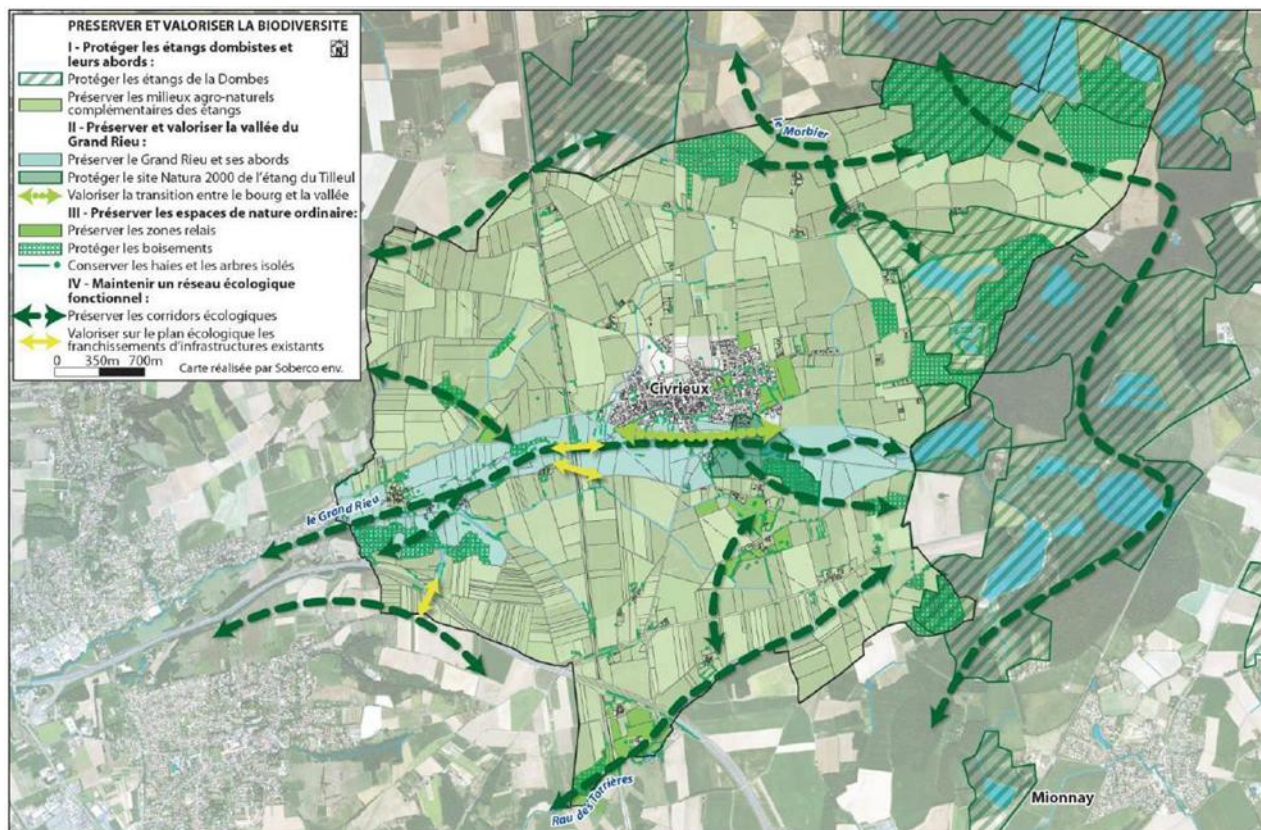 PRESERVER ET VALORISER LA BIODIVERSITE
I - Protéger les étangs dombistes et
leurs abords :
N
Protéger les étangs de la Dombes
Préserver les milieux agro-naturels
complémentaires des étangs
II - Préserver et valoriser la vallée du
Grand Rieu :
Préserver le Grand Rieu et ses abords
Protéger le site Natura 2000 de l'étang du Tilleul
Valoriser la transition entre le bourg et la vallée
III - Préserver les espaces de nature ordinaire:
Préserver les zones relais
Protéger les boisements
Conserver les haies et les arbres isolés
IV - Maintenir un réseau écologique
fonctionnel :
Préserver les corridors écologiques
Valoriser sur le plan écologique les
franchissements d'infrastructures existants
0 350m 700m
Carte réalisée par Soberco env.
le Morbier
Civrieux
le Grand Rieu
Rau des Torrières
Mionnay